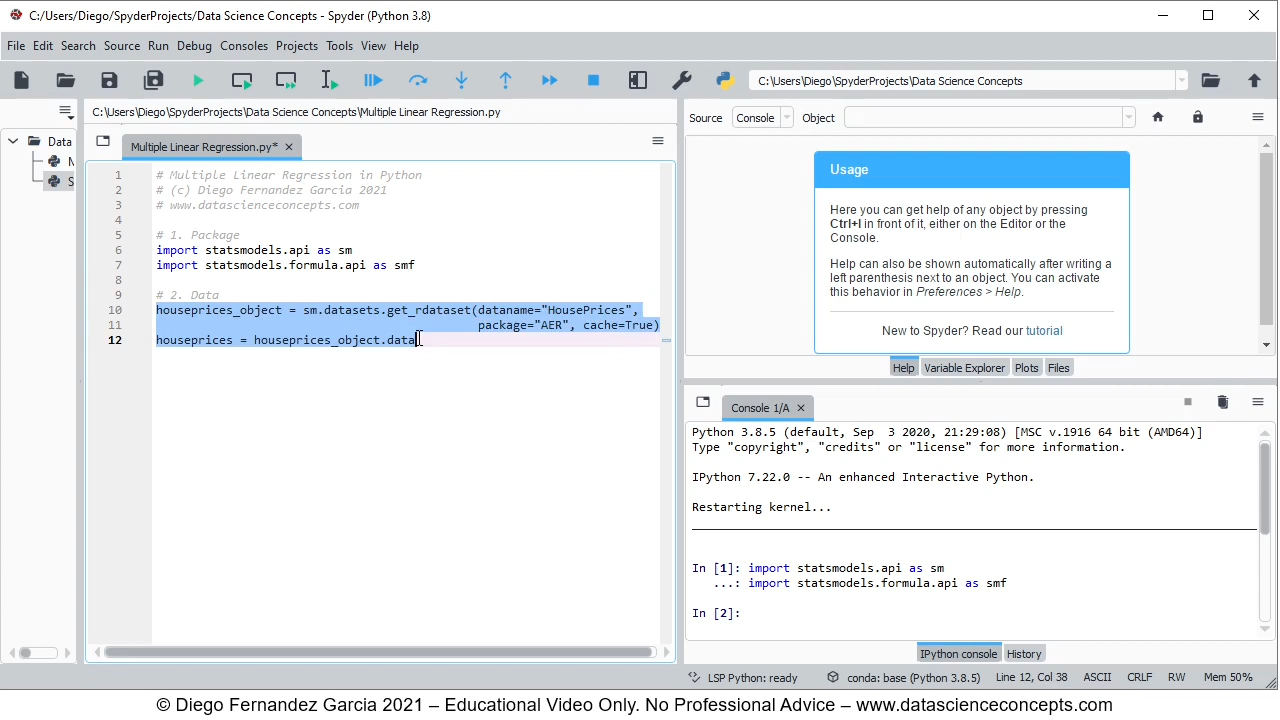 C:/Users/Diego/SpyderProjects/Data Science Concepts - Spyder (Python 3.8)
File Edit Search Source Run Debug Consoles Projects Tools View Help
C:\Users\Diego\SpyderProjects\Data Science Concepts
C:\Users\Diego\SpyderProjects\Data Science Concepts\Multiple Linear Regression.py
Data
M
S
Multiple Linear Regression.py*
1 # Multiple Linear Regression in Python
2 # (c) Diego Fernandez Garcia 2021
3 # www.datascienceconcepts.com
4
5 # 1. Package
6 import statsmodels.api as sm
7 import statsmodels.formula.api as smf
8
9 # 2. Data
10 houseprices_object = sm.datasets.get_rdataset(dataname="HousePrices",
11 package="AER", cache=True)
12 houseprices = houseprices_object.data
Source Console Object
Usage
Here you can get help of any object by pressing
Ctrl+I in front of it, either on the Editor or the
Console.
Help can also be shown automatically after writing a
left parenthesis next to an object. You can activate
this behavior in Preferences > Help.
New to Spyder? Read our tutorial
Help Variable Explorer Plots Files
Console 1/A
Python 3.8.5 (default, Sep 3 2020, 21:29:08) [MSC v.1916 64 bit (AMD64)]
Type "copyright", "credits" or "license" for more information.
IPython 7.22.0 -- An enhanced Interactive Python.
Restarting kernel...
In [1]: import statsmodels.api as sm
...: import statsmodels.formula.api as smf
In [2]:
IPython console History
LSP Python: ready conda: base (Python 3.8.5) Line 12, Col 38 ASCII CRLF RW Mem 50%
© Diego Fernandez Garcia 2021 – Educational Video Only. No Professional Advice – www.datascienceconcepts.com